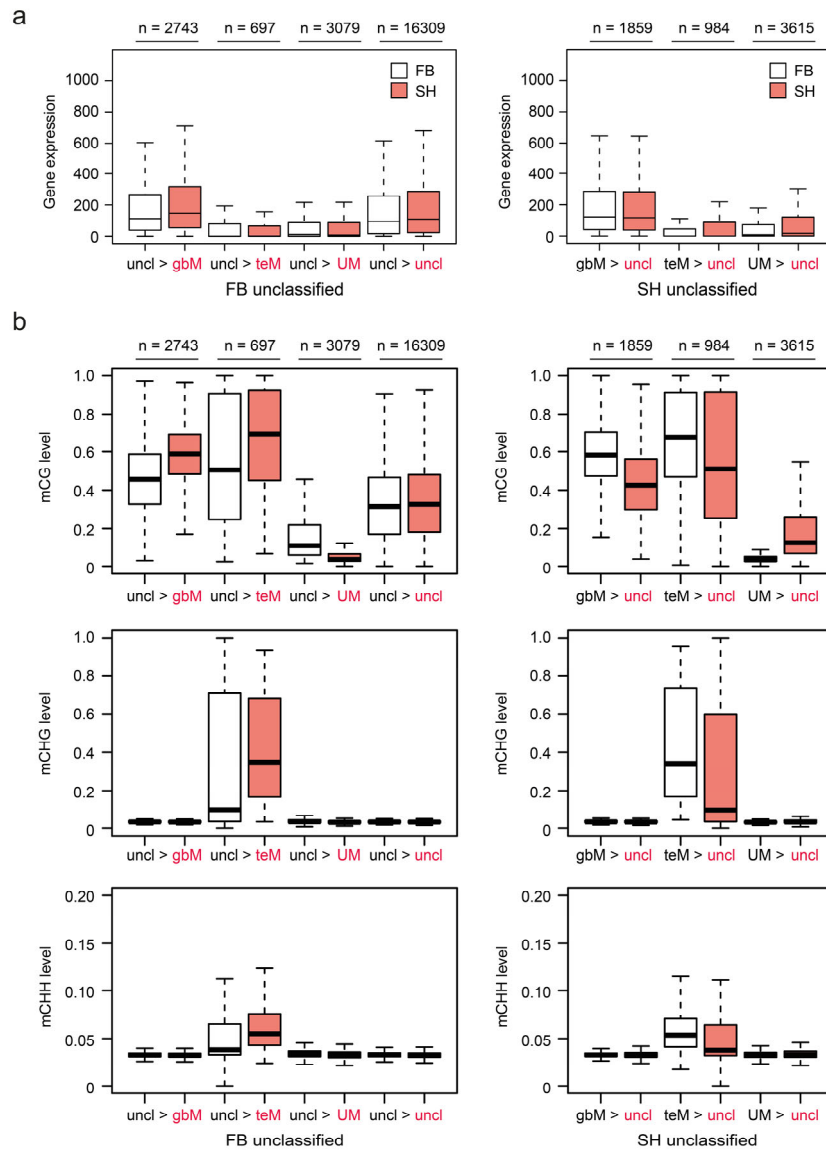 a
n = 2743 n = 697 n = 3079 n = 16309
Gene expression
1000
800
600
400
200
0
FB
SH
uncl > gbM uncl > teM uncl > UM uncl > uncl
FB unclassified
n = 1859 n = 984 n = 3615
Gene expression
1000
800
600
400
200
0
FB
SH
gbM > uncl teM > uncl UM > uncl
SH unclassified
b
n = 2743 n = 697 n = 3079 n = 16309
mCG level
1.0
0.8
0.6
0.4
0.2
0
uncl > gbM uncl > teM uncl > UM uncl > uncl
n = 1859 n = 984 n = 3615
mCG level
1.0
0.8
0.6
0.4
0.2
0
gbM > uncl teM > uncl UM > uncl
mCHG level
1.0
0.8
0.6
0.4
0.2
0
uncl > gbM uncl > teM uncl > UM uncl > uncl
mCHG level
1.0
0.8
0.6
0.4
0.2
0
gbM > uncl teM > uncl UM > uncl
mCHH level
0.20
0.15
0.10
0.05
0
uncl > gbM uncl > teM uncl > UM uncl > uncl
FB unclassified
mCHH level
0.20
0.15
0.10
0.05
0
gbM > uncl teM > uncl UM > uncl
SH unclassified